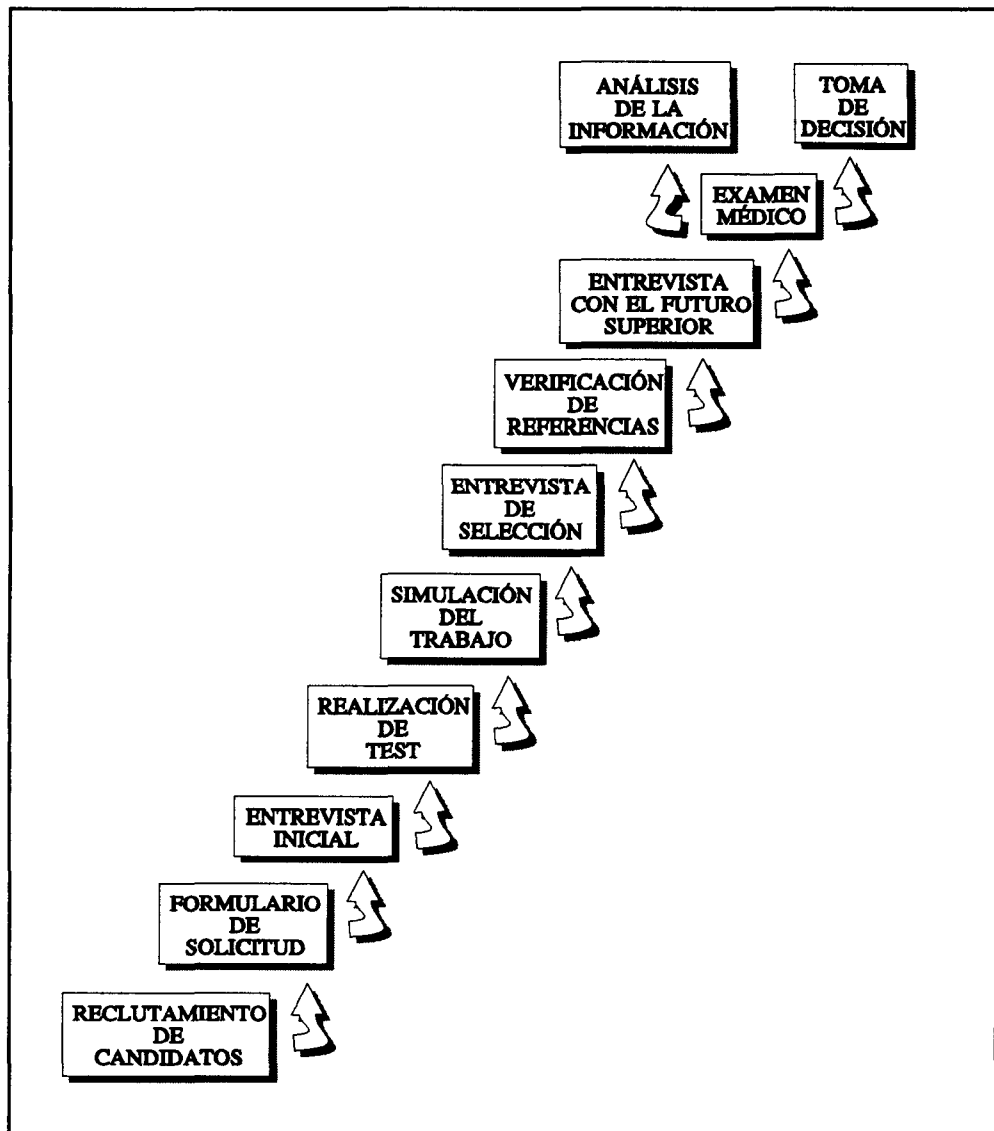 ANÁLISIS
DE LA
INFORMACIÓN
TOMA
DE
DECISIÓN
EXAMEN
MÉDICO
ENTREVISTA
CON EL FUTURO
SUPERIOR
VERIFICACIÓN
DE
REFERENCIAS
ENTREVISTA
DE
SELECCIÓN
SIMULACIÓN
DEL
TRABAJO
REALIZACIÓN
DE
TEST
ENTREVISTA
INICIAL
FORMULARIO
DE
SOLICITUD
RECLUTAMIENTO
DE
CANDIDATOS